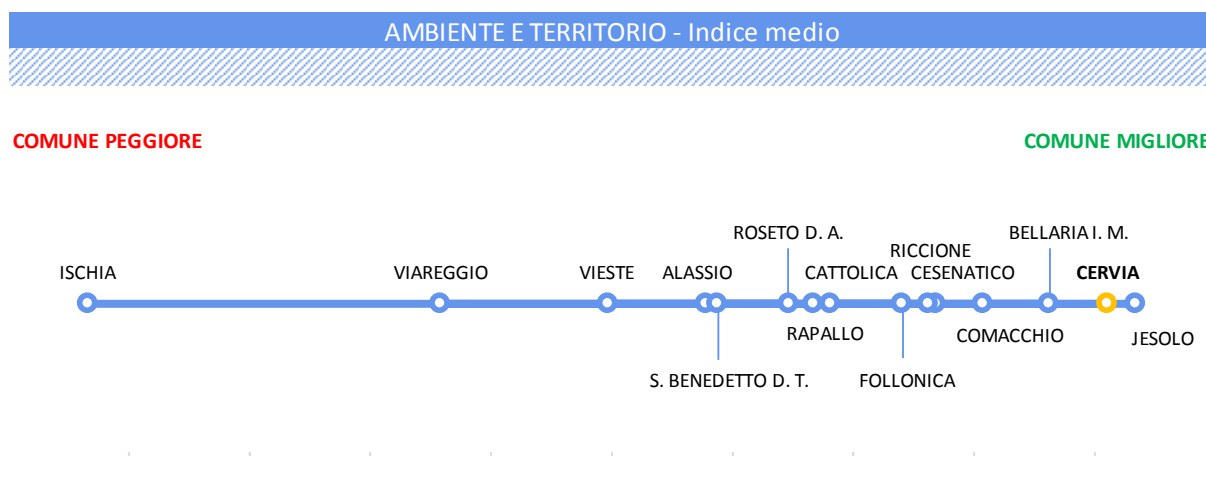 AMBIENTE E TERRITORIO - Indice medio
COMUNE PEGGIORE
COMUNE MIGLIORE
ROSETO D. A.
RICCIONE
BELLARIA I. M.
ISCHIA
VIAREGGIO
VIESTE
ALASSIO
CATTOLICA
CESENATICO
CERVIA
RAPALLO
COMACCHIO
JESOLO
S. BENEDETTO D. T.
FOLLONICA